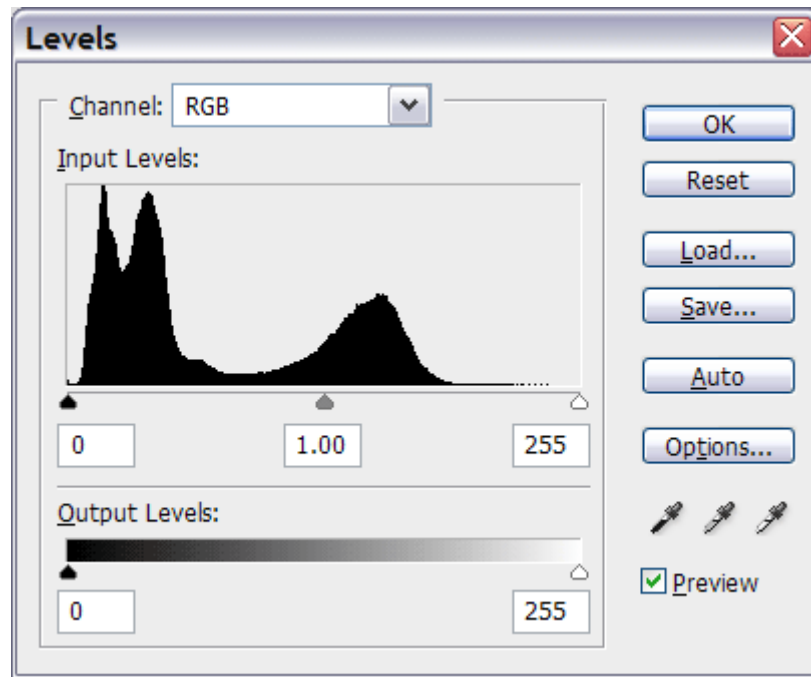 Levels
Channel: RGB
OK
Input Levels:
Reset
Load...
Save...
Auto
0 1.00 255
Options...
Output Levels:
Preview
0 255